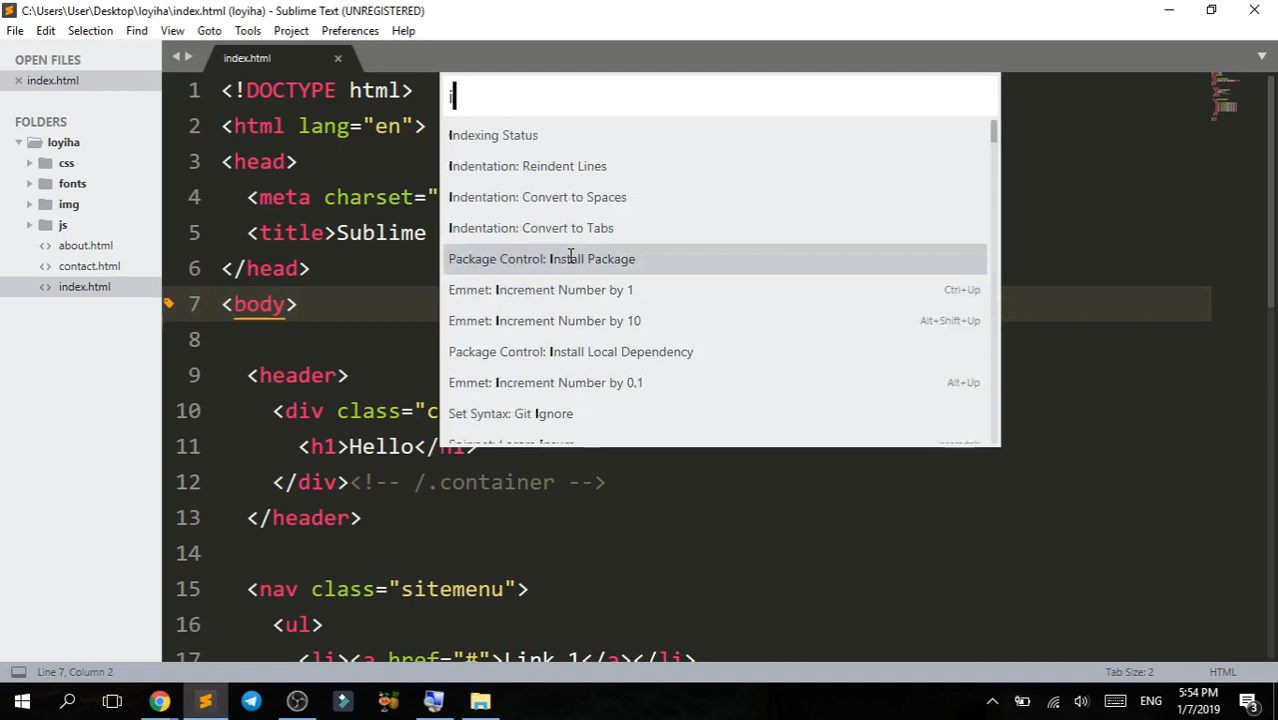 C:\Users\User\Desktop\loyiha\index.html (loyiha) - Sublime Text (UNREGISTERED)
File Edit Selection Find View Goto Tools Project Preferences Help
OPEN FILES
index.html
FOLDERS
loyiha
css
fonts
img
js
about.html
contact.html
index.html
index.html
i
Indexing Status
Indentation: Reindent Lines
Indentation: Convert to Spaces
Indentation: Convert to Tabs
Package Control: Install Package
Emmet: Increment Number by 1 Ctrl+Up
Emmet: Increment Number by 10 Alt+Shift+Up
Package Control: Install Local Dependency
Emmet: Increment Number by 0.1 Alt+Up
Set Syntax: Git Ignore
1 <!DOCTYPE html>
2 <html lang="en">
3 <head>
4 <meta charset="
5 <title>Sublime
6 </head>
7 <body>
8
9 <header>
10 <div class="c
11 <h1>Hello</h1>
12 </div><!-- /.container -->
13 </header>
14
15 <nav class="sitemenu">
16 <ul>
17 <li><a href="#">Link 1</a></li>
Line 7, Column 2 Tab Size: 2 HTML
ENG
5:54 PM
1/7/2019
3